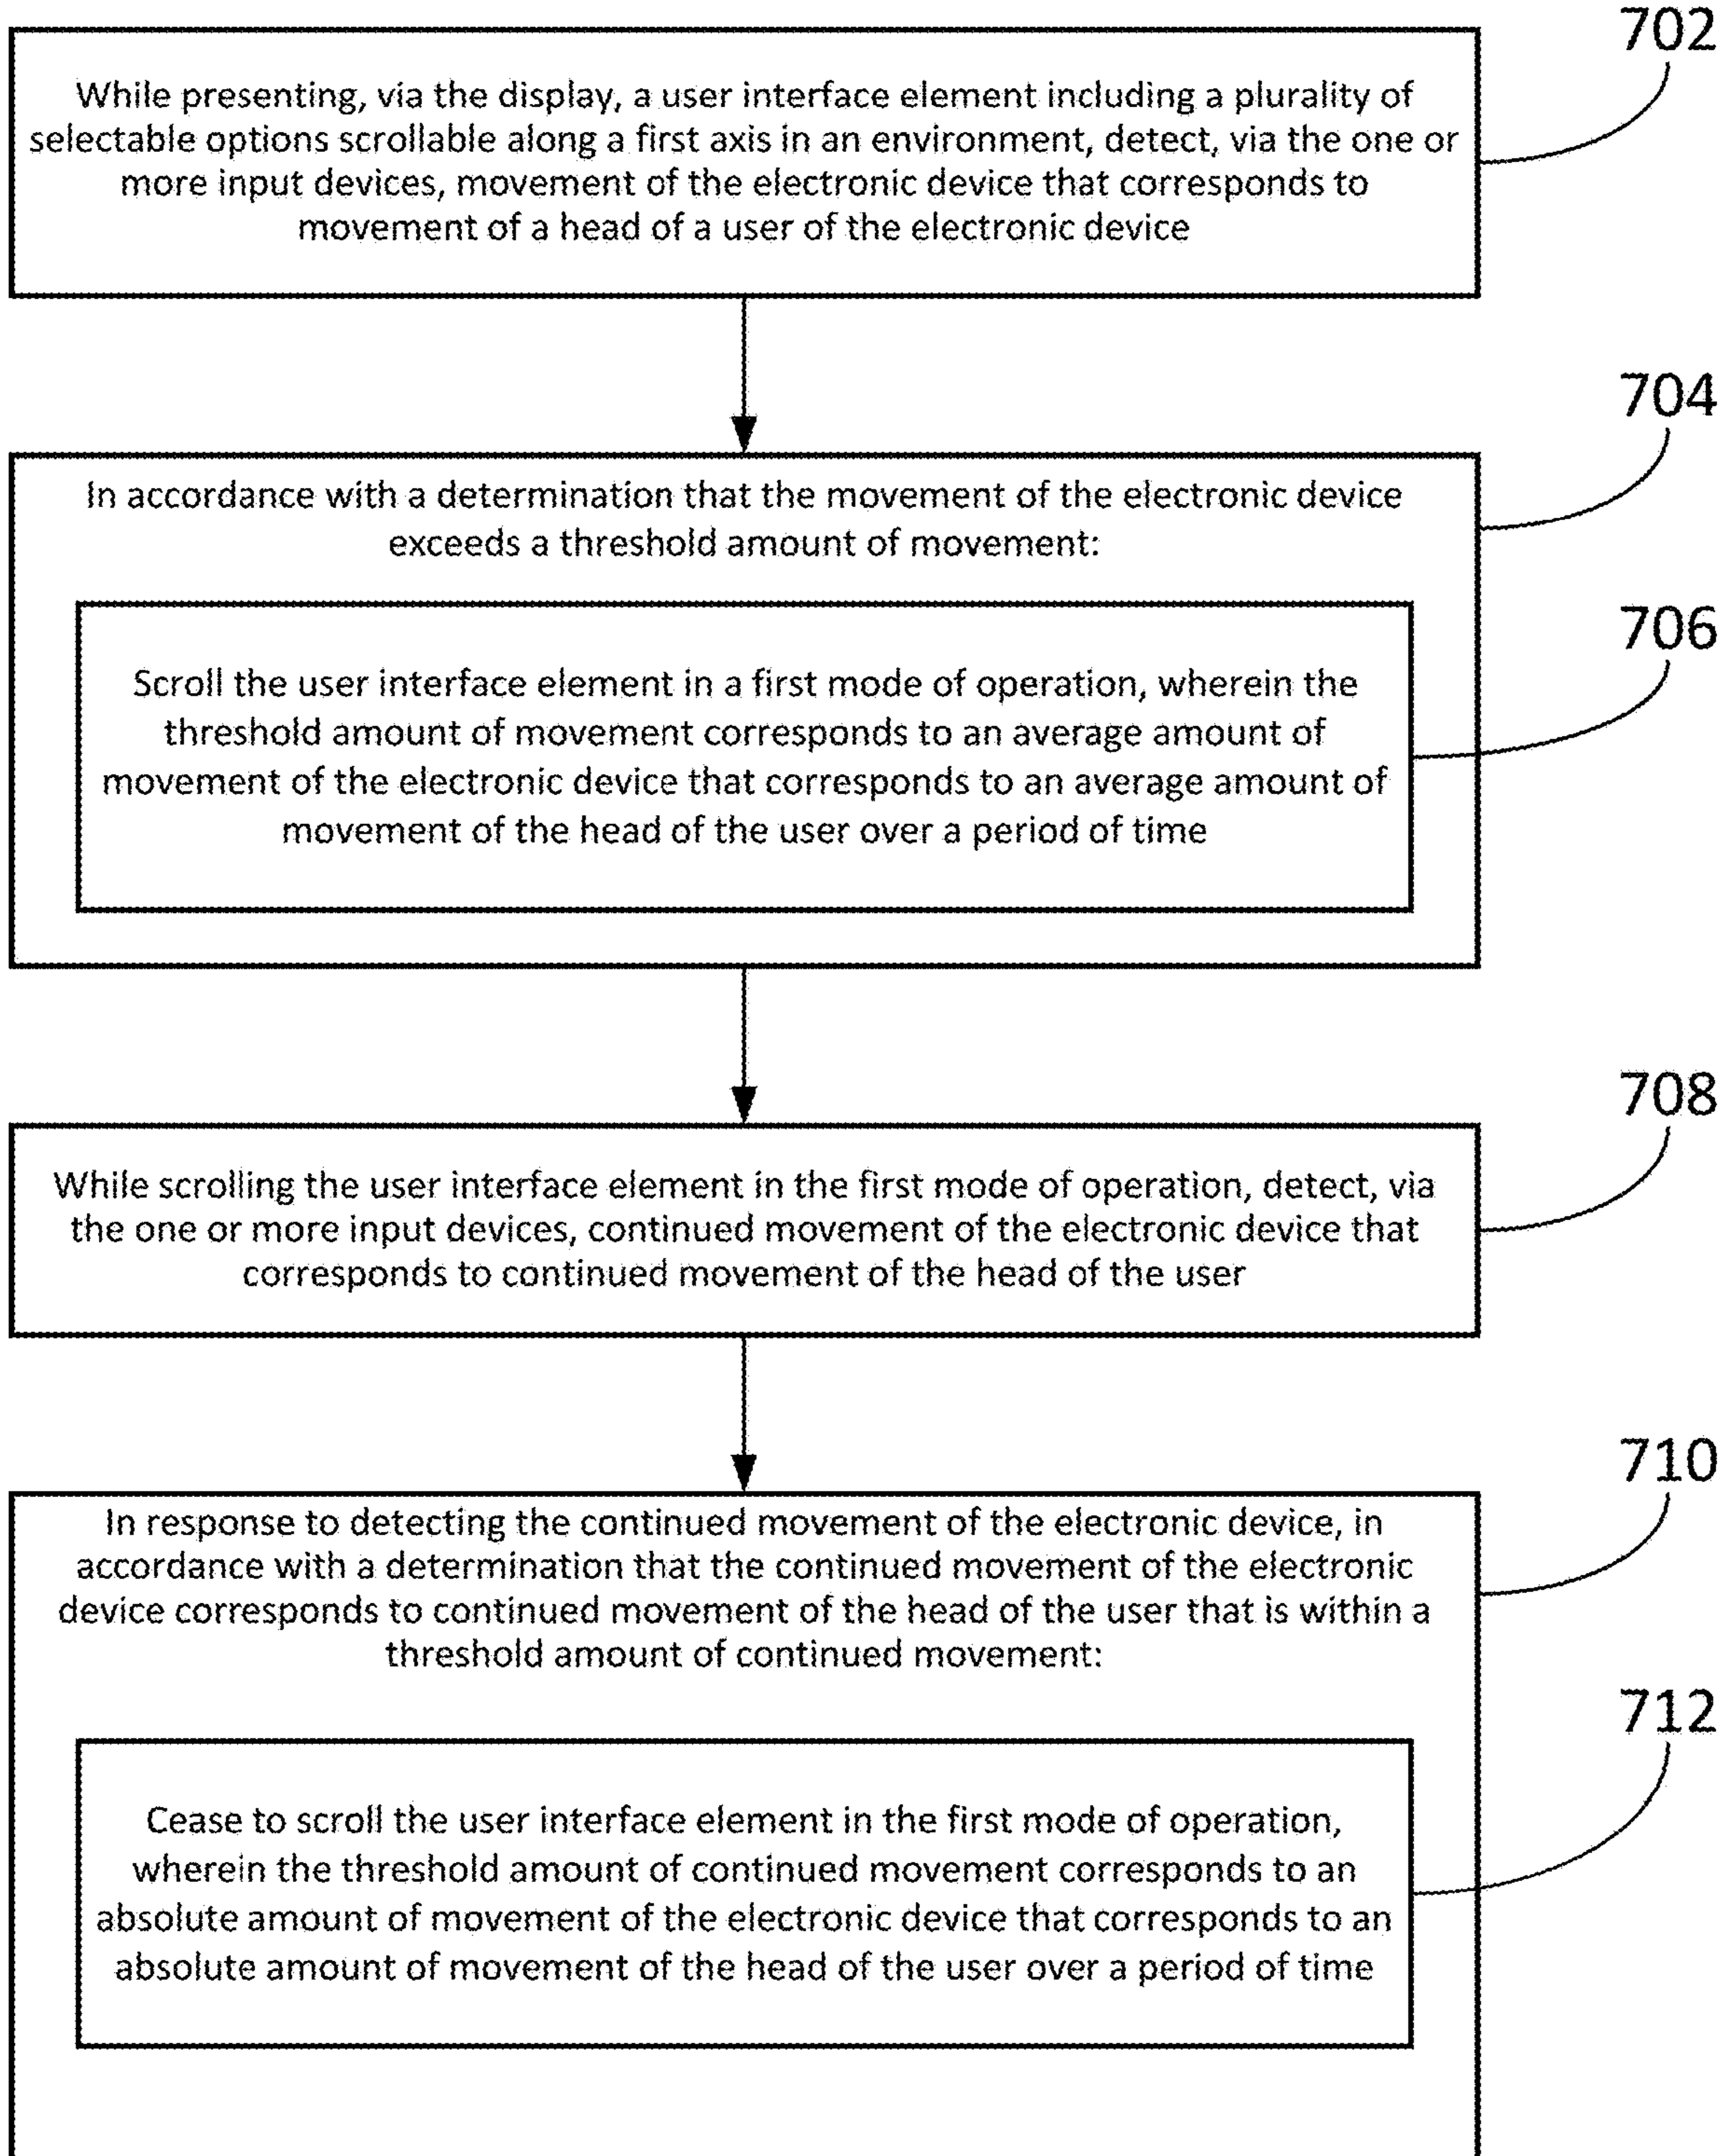 702
While presenting, via the display, a user interface element including a plurality of
selectable options scrollable along a first axis in an environment, detect, via the one or
more input devices, movement of the electronic device that corresponds to
movement of a head of a user of the electronic device
704
In accordance with a determination that the movement of the electronic device
exceeds a threshold amount of movement:
706
Scroll the user interface element in a first mode of operation, wherein the
threshold amount of movement corresponds to an average amount of
movement of the electronic device that corresponds to an average amount of
movement of the head of the user over a period of time
708
While scrolling the user interface element in the first mode of operation, detect, via
the one or more input devices, continued movement of the electronic device that
corresponds to continued movement of the head of the user
710
In response to detecting the continued movement of the electronic device, in
accordance with a determination that the continued movement of the electronic
device corresponds to continued movement of the head of the user that is within a
threshold amount of continued movement:
712
Cease to scroll the user interface element in the first mode of operation,
wherein the threshold amount of continued movement corresponds to an
absolute amount of movement of the electronic device that corresponds to an
absolute amount of movement of the head of the user over a period of time